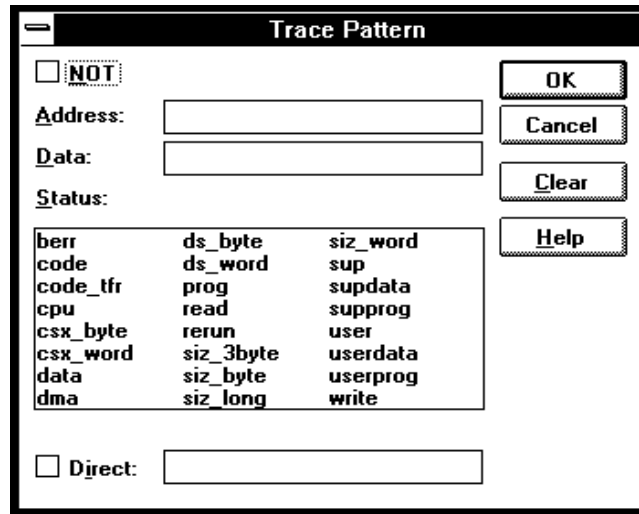 Trace Pattern
NOT
OK
Address:
Cancel
Data:
Clear
Status:
Help
berr ds_byte siz_word
code ds_word sup
code_tfr prog supdata
cpu read supprog
csx_byte rerun user
csx_word siz_3byte userdata
data siz_byte userprog
dma siz_long write
Direct: